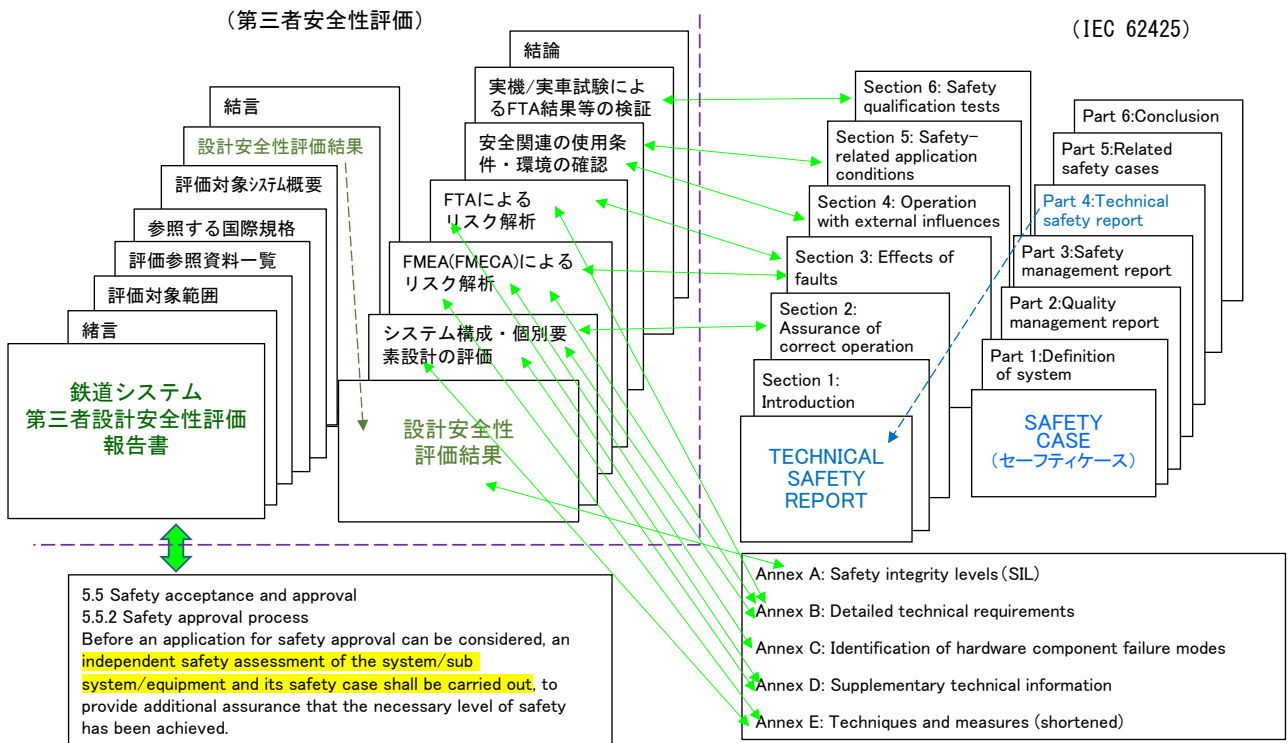 (第三者安全性評価)
結論
実機/実車試験によ
るFTA結果等の検証
安全関連の使用条
件・環境の確認
FTAによる
リスク解析
FMEA(FMECA)による
リスク解析
システム構成・個別要
素設計の評価
設計安全性
評価結果
結言
設計安全性評価結果
評価対象システム概要
参照する国際規格
評価参照資料一覧
評価対象範囲
緒言
鉄道システム
第三者設計安全性評価
報告書
(IEC 62425)
Section 6: Safety
qualification tests
Section 5: Safety-
related application
conditions
Section 4: Operation
with external influences
Section 3: Effects of
faults
Section 2:
Assurance of
correct operation
Section 1:
Introduction
TECHNICAL
SAFETY
REPORT
Part 6:Conclusion
Part 5:Related
safety cases
Part 4:Technical
safety report
Part 3:Safety
management report
Part 2:Quality
management report
Part 1:Definition
of system
SAFETY
CASE
(セーフティケース)
5.5 Safety acceptance and approval
5.5.2 Safety approval process
Before an application for safety approval can be considered, an
independent safety assessment of the system/sub
system/equipment and its safety case shall be carried out, to
provide additional assurance that the necessary level of safety
has been achieved.
Annex A: Safety integrity levels(SIL)
Annex B: Detailed technical requirements
Annex C: Identification of hardware component failure modes
Annex D: Supplementary technical information
Annex E: Techniques and measures (shortened)